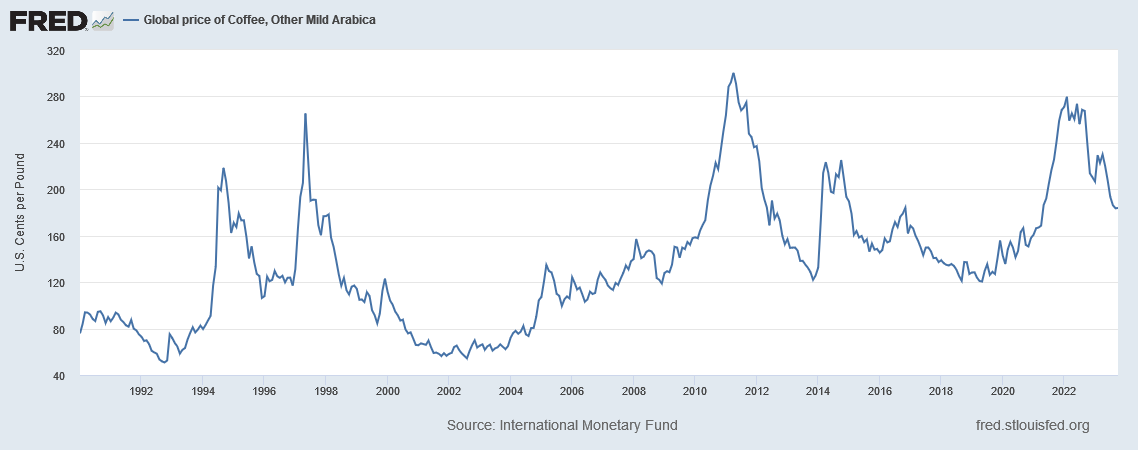 FRED
Global price of Coffee, Other Mild Arabica
320
280
240
200
160
120
80
40
U.S. Cents per Pound
1992 1994 1996 1998 2000 2002 2004 2006 2008 2010 2012 2014 2016 2018 2020 2022
Source: International Monetary Fund
fred.stlouisfed.org